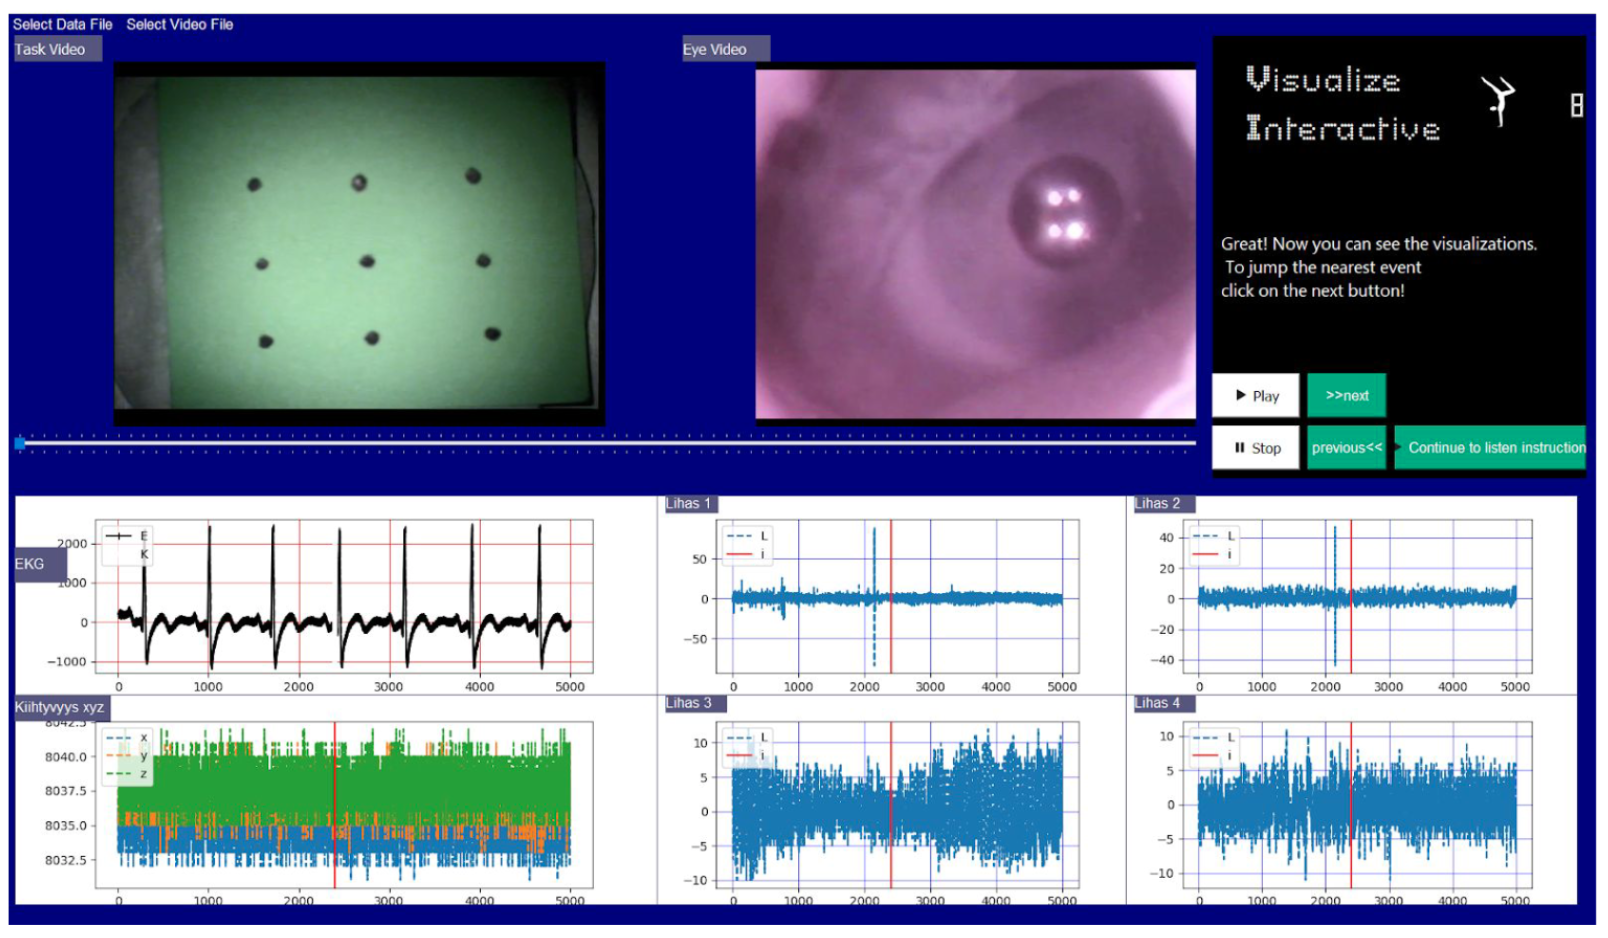 Select Data File Select Video File
Task Video
Eye Video
Visualize
Interactive
Great! Now you can see the visualizations.
To jump the nearest event
click on the next button!
Play
>>next
Stop
previous<<
Continue to listen instruction
EKG
E
K
2000
1000
0
−1000
0 1000 2000 3000 4000 5000
Lihas 1
L
i
50
0
−50
0 1000 2000 3000 4000 5000
Lihas 2
L
i
40
20
0
−20
−40
0 1000 2000 3000 4000 5000
Kiihtyvyys xyz
x
y
z
8042.5
8040.0
8037.5
8035.0
8032.5
0 1000 2000 3000 4000 5000
Lihas 3
L
i
10
5
0
−5
−10
0 1000 2000 3000 4000 5000
Lihas 4
L
i
10
5
0
−5
−10
0 1000 2000 3000 4000 5000